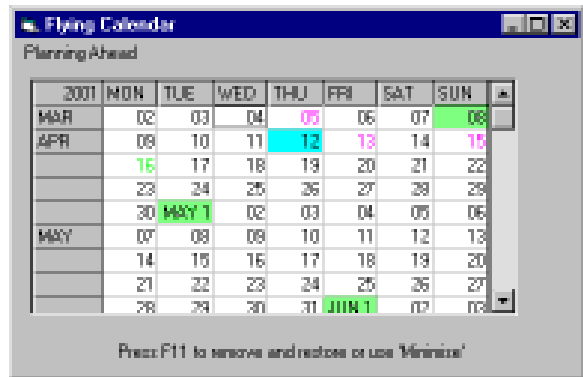 Flying Calendar
Planning Ahead
2001 MON TUE WED THU FRI SAT SUN
MAR 02 03 04 05 06 07 08
APR 09 10 11 12 13 14 15
16 17 18 19 20 21 22
23 24 25 26 27 28 29
30 MAY 1 02 03 04 05 06
MAY 07 08 09 10 11 12 13
14 15 16 17 18 19 20
21 22 23 24 25 26 27
28 29 30 31 JUN 1 02 03
Press F11 to remove and restore or use 'Minimize'